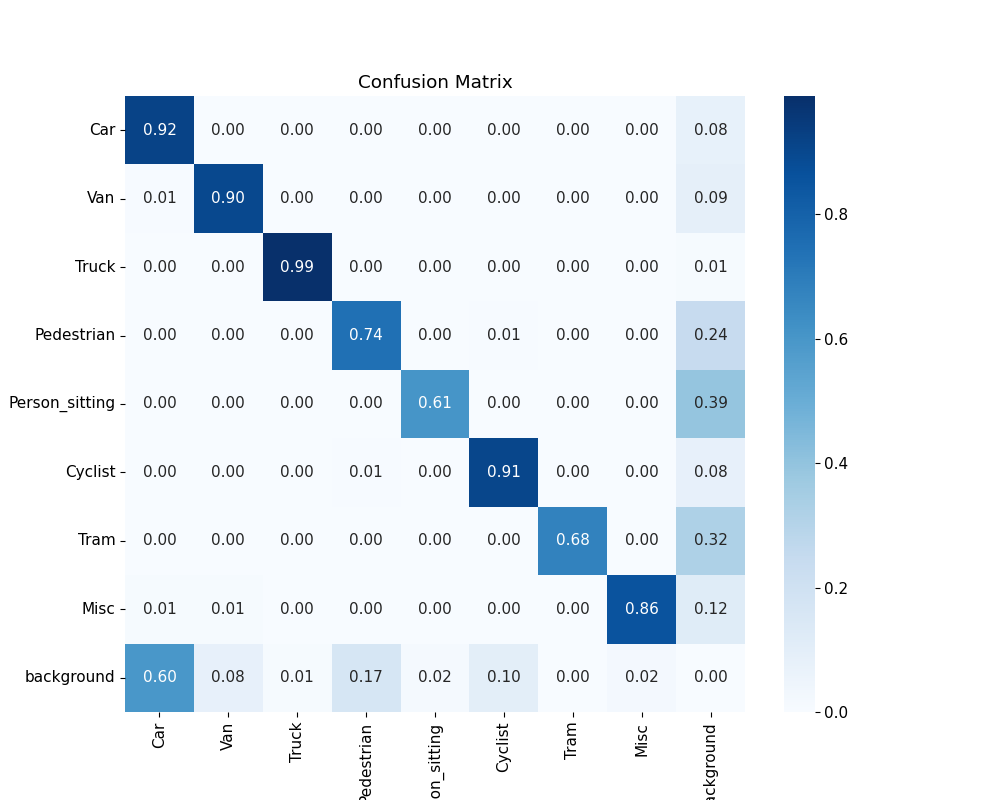 Confusion Matrix
Car 0.92 0.00 0.00 0.00 0.00 0.00 0.00 0.00 0.08
Van 0.01 0.90 0.00 0.00 0.00 0.00 0.00 0.00 0.09
Truck 0.00 0.00 0.99 0.00 0.00 0.00 0.00 0.00 0.01
Pedestrian 0.00 0.00 0.00 0.74 0.00 0.01 0.00 0.00 0.24
Person_sitting 0.00 0.00 0.00 0.00 0.61 0.00 0.00 0.00 0.39
Cyclist 0.00 0.00 0.00 0.01 0.00 0.91 0.00 0.00 0.08
Tram 0.00 0.00 0.00 0.00 0.00 0.00 0.68 0.00 0.32
Misc 0.01 0.01 0.00 0.00 0.00 0.00 0.00 0.86 0.12
background 0.60 0.08 0.01 0.17 0.02 0.10 0.00 0.02 0.00
Car
Van
Truck
Pedestrian
on_sitting
Cyclist
Tram
Misc
ackground
0.8
0.6
0.4
0.2
0.0